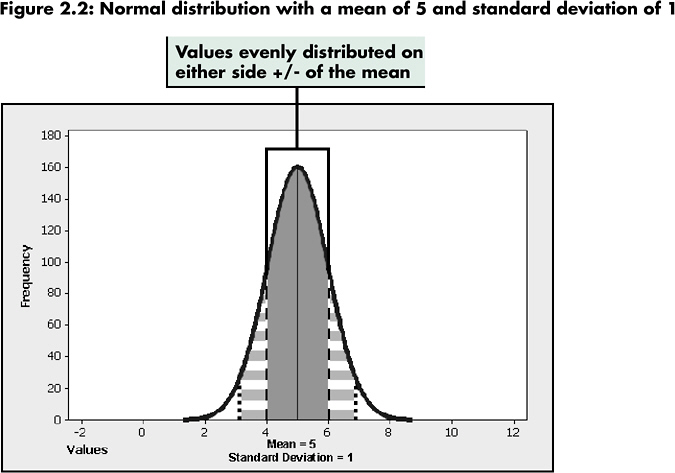 Figure 2.2: Normal distribution with a mean of 5 and standard deviation of 1
Values evenly distributed on
either side +/- of the mean
180
160
140
120
100
80
60
40
20
0
Frequency
-2 0 2 4 6 8 10 12
Values
Mean = 5
Standard Deviation = 1